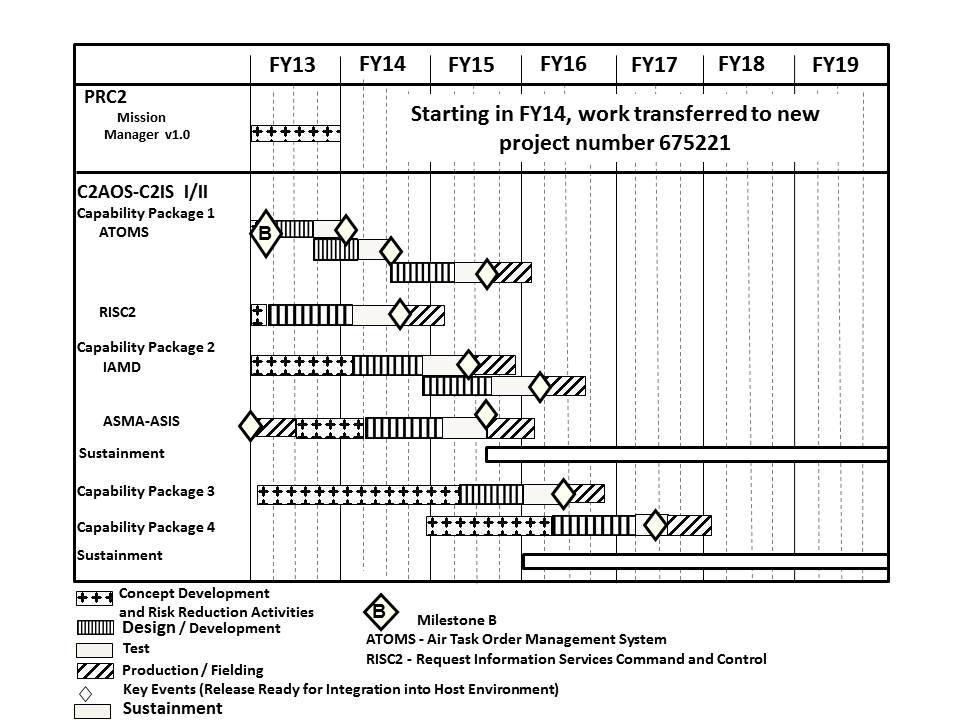 FY13 FY14 FY15 FY16 FY17 FY18 FY19
PRC2
Mission
Manager v1.0
Starting in FY14, work transferred to new
project number 675221
C2AOS-C2IS I/II
Capability Package 1
ATOMS
B
RISC2
Capability Package 2
IAMD
ASMA-ASIS
Sustainment
Capability Package 3
Capability Package 4
Sustainment
Concept Development
and Risk Reduction Activities
Design / Development
Test
Production / Fielding
Key Events (Release Ready for Integration into Host Environment)
Sustainment
B
Milestone B
ATOMS - Air Task Order Management System
RISC2 - Request Information Services Command and Control